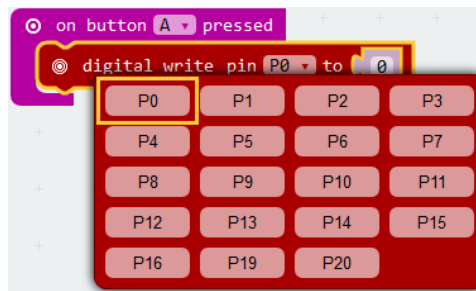 on button A pressed
digital write pin P0 to 0
P0 P1 P2 P3
P4 P5 P6 P7
P8 P9 P10 P11
P12 P13 P14 P15
P16 P19 P20